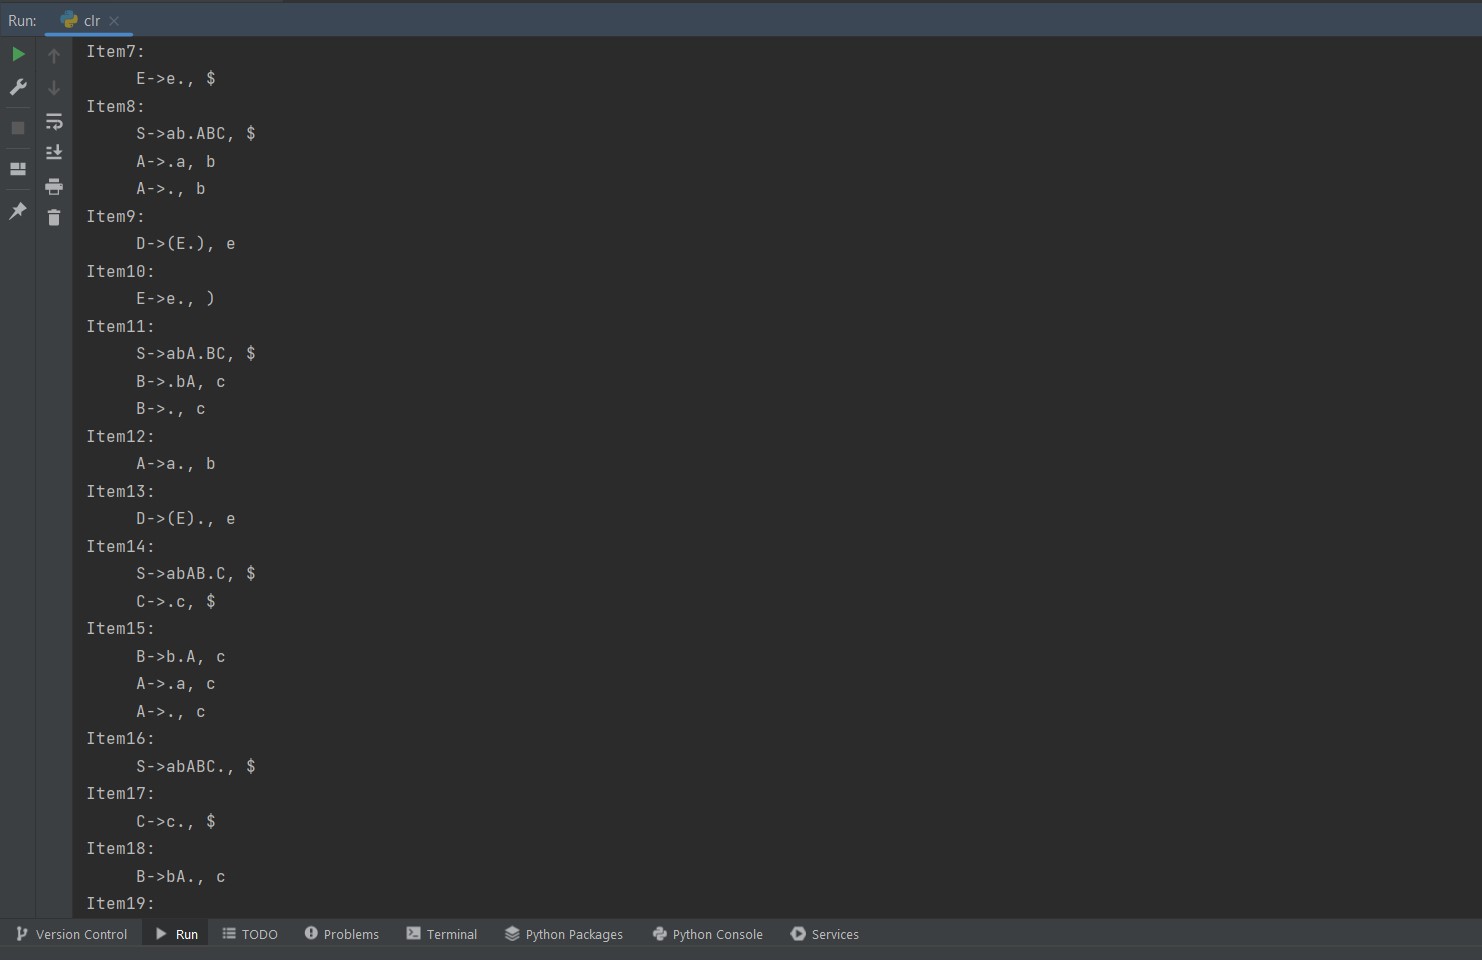 Run: clr
Item7:
E->e., $
Item8:
S->ab.ABC, $
A->.a, b
A->., b
Item9:
D->(E.), e
Item10:
E->e., )
Item11:
S->abA.BC, $
B->.bA, c
B->., c
Item12:
A->a., b
Item13:
D->(E)., e
Item14:
S->abAB.C, $
C->.c, $
Item15:
B->b.A, c
A->.a, c
A->., c
Item16:
S->abABC., $
Item17:
C->c., $
Item18:
B->bA., c
Item19:
Version Control Run TODO Problems Terminal Python Packages Python Console Services